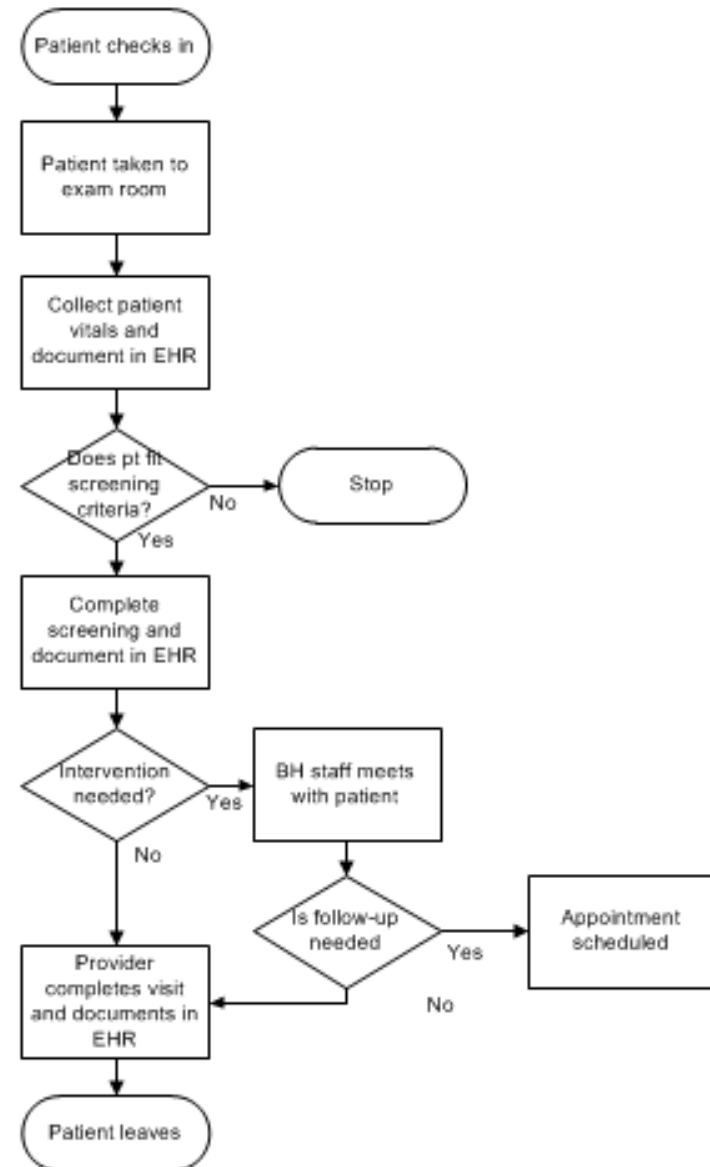 Patient checks in
Patient taken to
exam room
Collect patient
vitals and
document in EHR
Does pt fit
screening
criteria?
No
Stop
Yes
Complete
screening and
document in EHR
Intervention
needed?
Yes
BH staff meets
with patient
No
Is follow-up
needed
Yes
Appointment
scheduled
No
Provider
completes visit
and documents in
EHR
Patient leaves